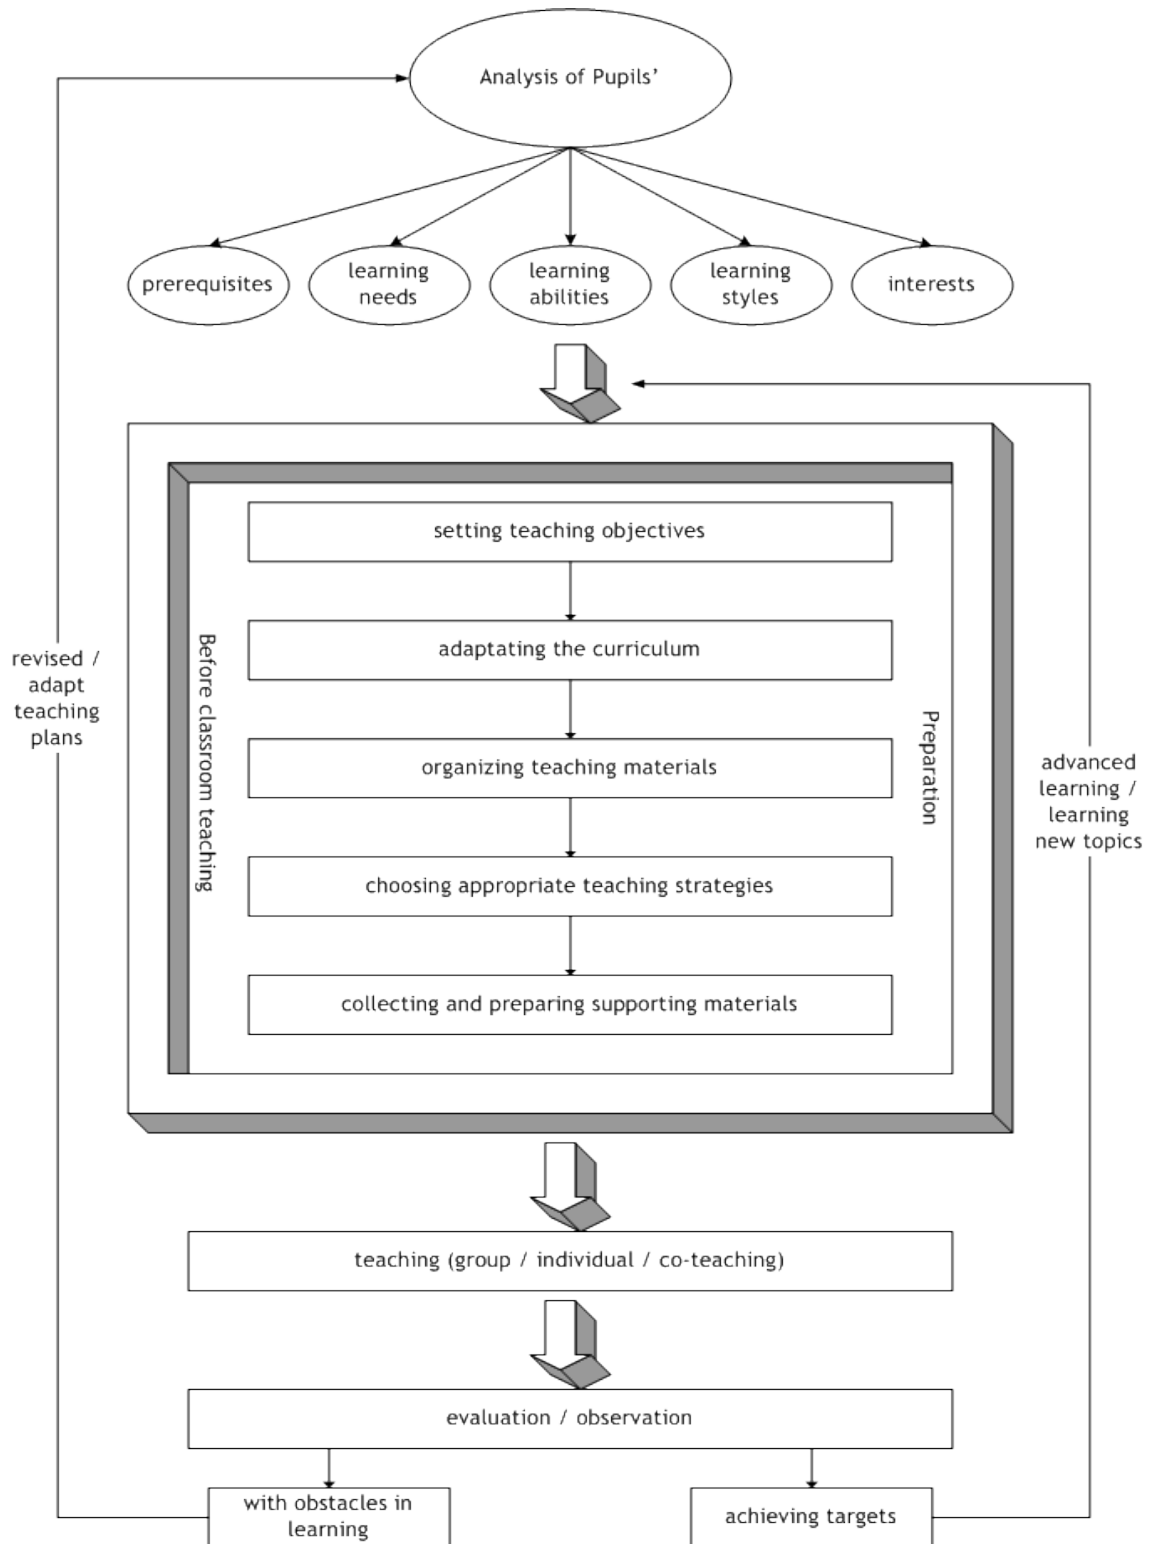 Analysis of Pupils'
prerequisites
learning
needs
learning
abilities
learning
styles
interests
setting teaching objectives
adaptating the curriculum
organizing teaching materials
choosing appropriate teaching strategies
collecting and preparing supporting materials
Before classroom teaching
Preparation
revised /
adapt
teaching
plans
advanced
learning /
learning
new topics
teaching (group / individual / co-teaching)
evaluation / observation
with obstacles in
learning
achieving targets